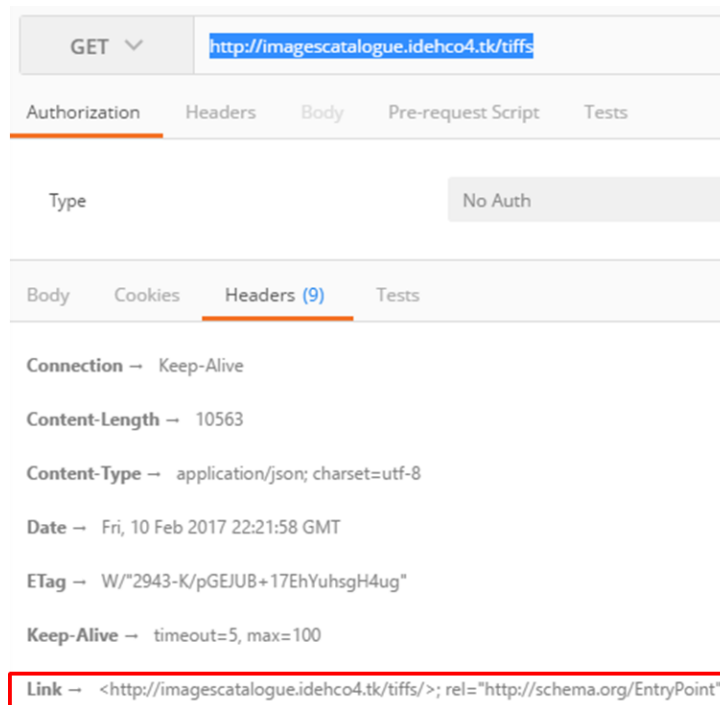 GET http://imagescatalogue.idehco4.tk/tiffs
Authorization Headers Body Pre-request Script Tests
Type No Auth
Body Cookies Headers (9) Tests
Connection → Keep-Alive
Content-Length → 10563
Content-Type → application/json; charset=utf-8
Date → Fri, 10 Feb 2017 22:21:58 GMT
ETag → W/"2943-K/pGEJUB+17EhYuhsgH4ug"
Keep-Alive → timeout=5, max=100
Link → <http://imagescatalogue.idehco4.tk/tiffs/>; rel="http://schema.org/EntryPoint"